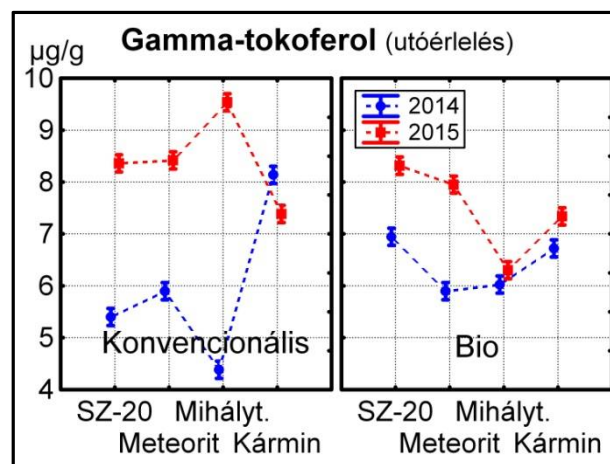 Gamma-tokoferol (utóérlelés)
µg/g
10
9
8
7
6
5
4
2014
2015
Konvencionális
Bio
SZ-20 Mihályt.
Meteorit Kármin
SZ-20 Mihályt.
Meteorit Kármin